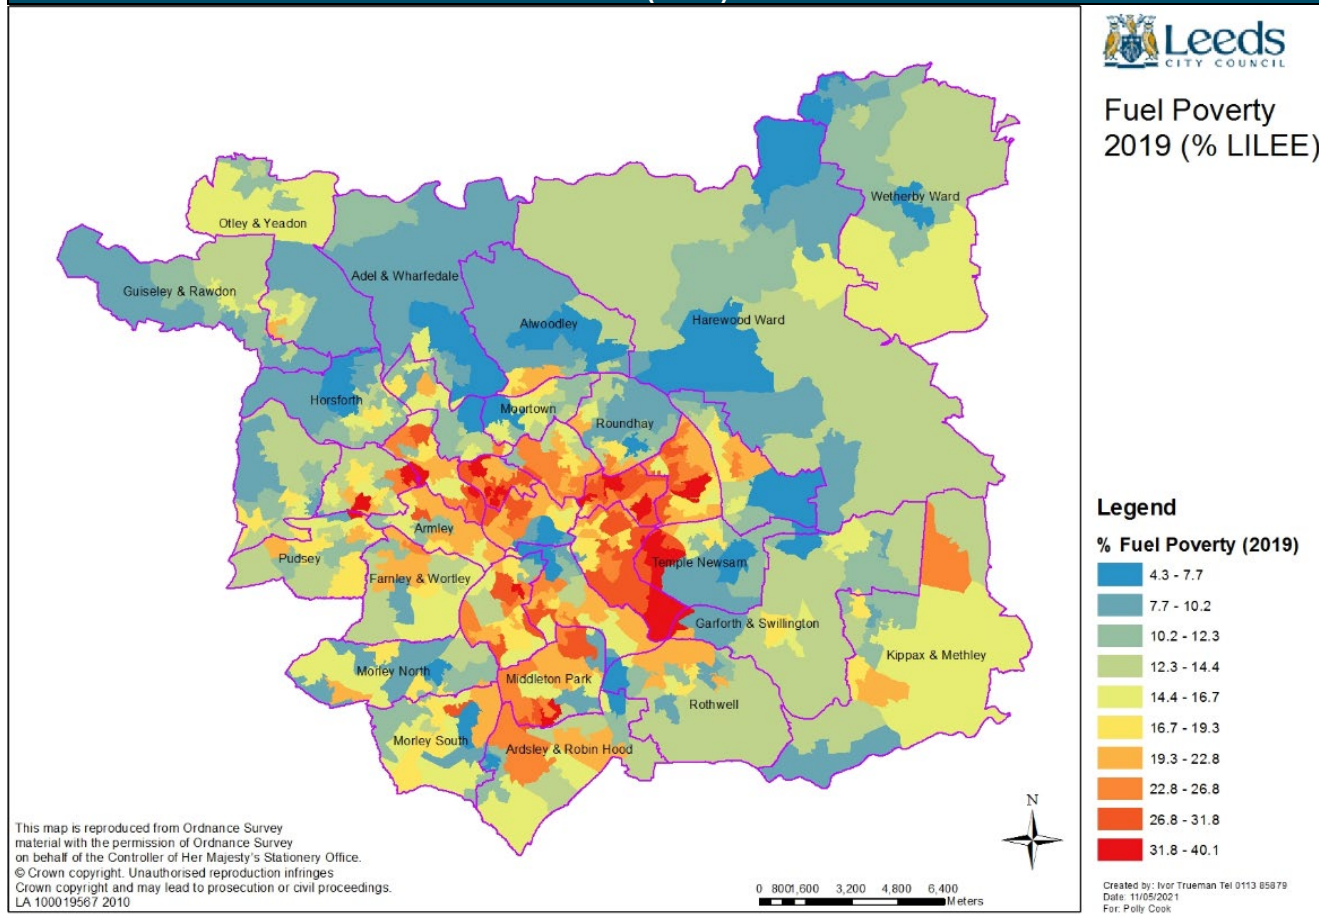 Leeds
CITY COUNCIL
Fuel Poverty
2019 (% LILEE)
Wetherby Ward
Otley & Yeadon
Adel & Wharfedale
Guiseley & Rawdon
Alwoodley
Harewood Ward
Horsforth
Moortown
Roundhay
Armley
Pudsey
Temple Newsam
Farnley & Wortley
Garforth & Swillington
Kippax & Methley
Morley North
Middleton Park
Rothwell
Morley South
Ardsley & Robin Hood
Legend
% Fuel Poverty (2019)
4.3 - 7.7
7.7 - 10.2
10.2 - 12.3
12.3 - 14.4
14.4 - 16.7
16.7 - 19.3
19.3 - 22.8
22.8 - 26.8
26.8 - 31.8
31.8 - 40.1
N
0 800 1,600 3,200 4,800 6,400
Meters
This map is reproduced from Ordnance Survey
material with the permission of Ordnance Survey
on behalf of the Controller of Her Majesty's Stationery Office.
© Crown copyright. Unauthorised reproduction infringes
Crown copyright and may lead to prosecution or civil proceedings.
LA 100019567 2010
Created by: Ivor Trueman Tel 0113 85879
Date: 11/05/2021
For: Polly Cook